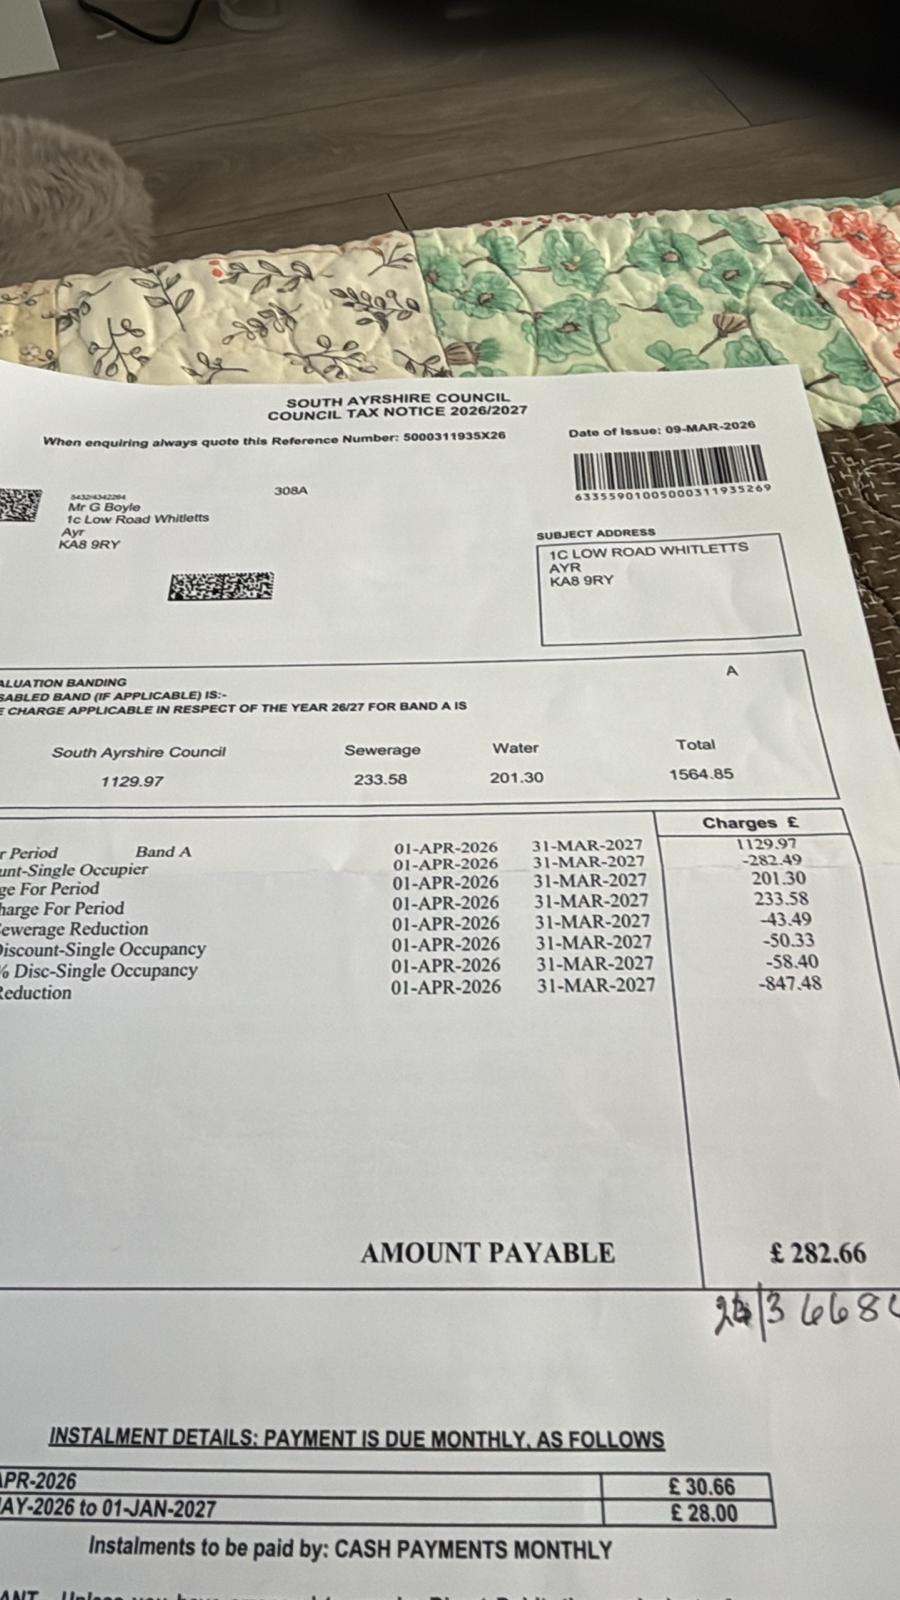 SOUTH AYRSHIRE COUNCIL
COUNCIL TAX NOTICE 2026/2027
When enquiring always quote this Reference Number: 5000311935X26
Date of Issue: 09-MAR-2026
63355901005000311935269
308A
5432/4342264
Mr G Boyle
1c Low Road Whitletts
Ayr
KA8 9RY
SUBJECT ADDRESS
1C LOW ROAD WHITLETTS
AYR
KA8 9RY
ALUATION BANDING A
SABLED BAND (IF APPLICABLE) IS:-
E CHARGE APPLICABLE IN RESPECT OF THE YEAR 26/27 FOR BAND A IS
South Ayrshire Council Sewerage Water Total
1129.97 233.58 201.30 1564.85
Charges £
r Period Band A 01-APR-2026 31-MAR-2027 1129.97
unt-Single Occupier 01-APR-2026 31-MAR-2027 -282.49
ge For Period 01-APR-2026 31-MAR-2027 201.30
harge For Period 01-APR-2026 31-MAR-2027 233.58
ewerage Reduction 01-APR-2026 31-MAR-2027 -43.49
Discount-Single Occupancy 01-APR-2026 31-MAR-2027 -50.33
% Disc-Single Occupancy 01-APR-2026 31-MAR-2027 -58.40
Reduction 01-APR-2026 31-MAR-2027 -847.48
AMOUNT PAYABLE £ 282.66
INSTALMENT DETAILS: PAYMENT IS DUE MONTHLY, AS FOLLOWS
APR-2026 £ 30.66
AY-2026 to 01-JAN-2027 £ 28.00
Instalments to be paid by: CASH PAYMENTS MONTHLY